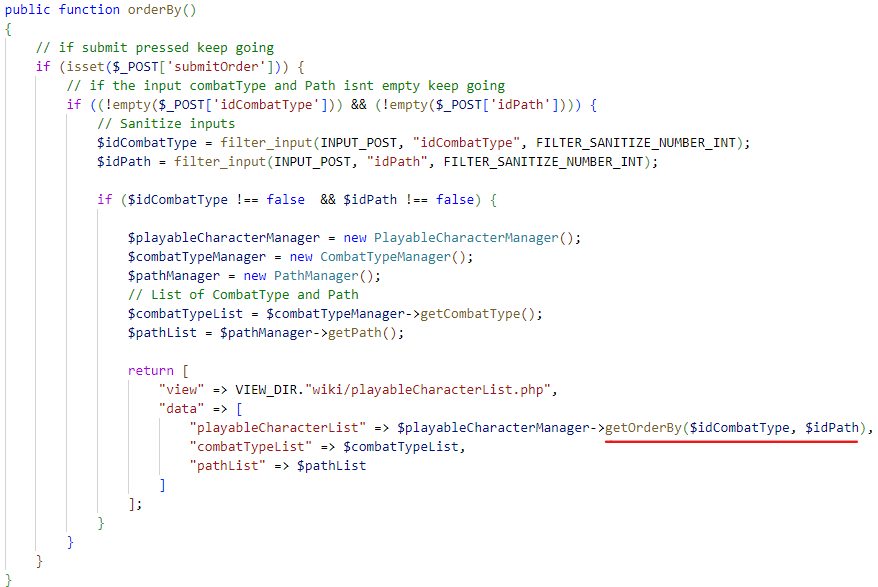 public function orderBy()
{
    // if submit pressed keep going
    if (isset($_POST['submitOrder'])) {
        // if the input combatType and Path isnt empty keep going
        if ((!empty($_POST['idCombatType'])) && (!empty($_POST['idPath']))) {
            // Sanitize inputs
            $idCombatType = filter_input(INPUT_POST, "idCombatType", FILTER_SANITIZE_NUMBER_INT);
            $idPath = filter_input(INPUT_POST, "idPath", FILTER_SANITIZE_NUMBER_INT);

            if ($idCombatType !== false  && $idPath !== false) {

                $playableCharacterManager = new PlayableCharacterManager();
                $combatTypeManager = new CombatTypeManager();
                $pathManager = new PathManager();
                // List of CombatType and Path
                $combatTypeList = $combatTypeManager->getCombatType();
                $pathList = $pathManager->getPath();

                return [
                    "view" => VIEW_DIR."wiki/playableCharacterList.php",
                    "data" => [
                        "playableCharacterList" => $playableCharacterManager->getOrderBy($idCombatType, $idPath),
                        "combatTypeList" => $combatTypeList,
                        "pathList" => $pathList
                    ]
                ];
            }
        }
    }
}